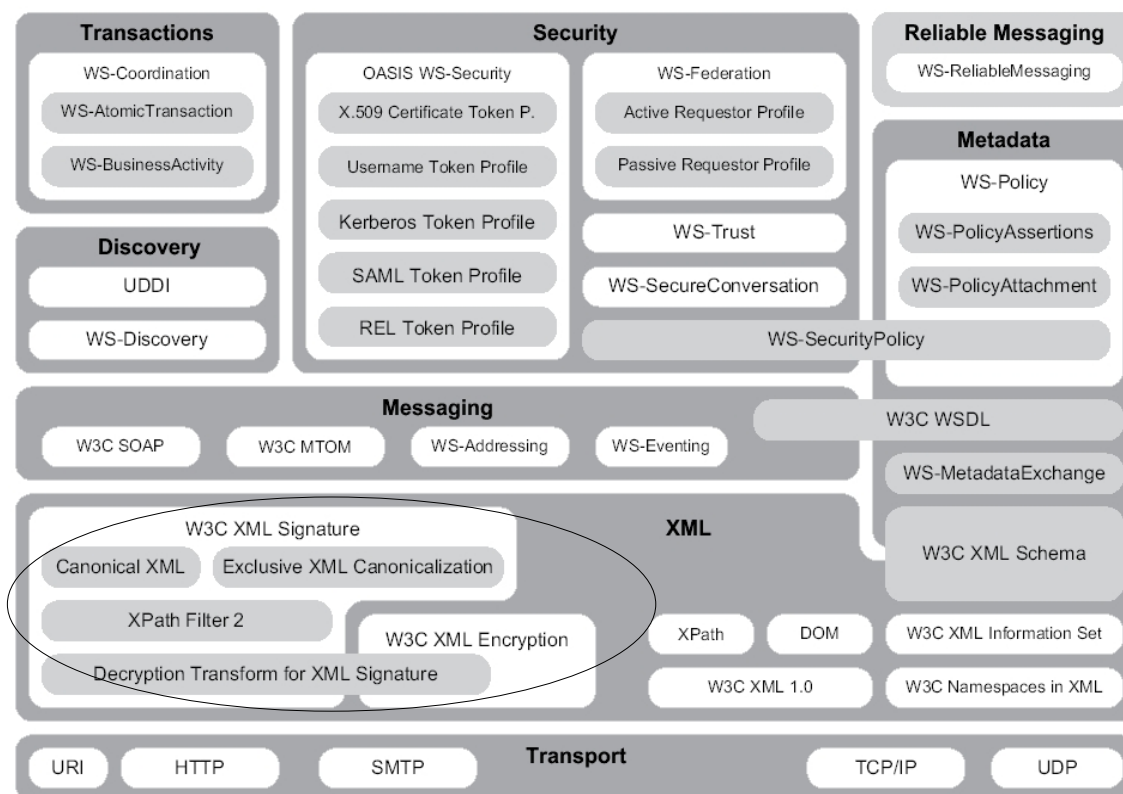 Transactions
WS-Coordination
WS-AtomicTransaction
WS-BusinessActivity
Discovery
UDDI
WS-Discovery
Security
OASIS WS-Security
X.509 Certificate Token P.
Username Token Profile
Kerberos Token Profile
SAML Token Profile
REL Token Profile
WS-Federation
Active Requestor Profile
Passive Requestor Profile
WS-Trust
WS-SecureConversation
WS-SecurityPolicy
Reliable Messaging
WS-ReliableMessaging
Metadata
WS-Policy
WS-PolicyAssertions
WS-PolicyAttachment
Messaging
W3C SOAP
W3C MTOM
WS-Addressing
WS-Eventing
W3C WSDL
WS-MetadataExchange
W3C XML Schema
XML
W3C XML Signature
Canonical XML
Exclusive XML Canonicalization
XPath Filter 2
W3C XML Encryption
Decryption Transform for XML Signature
XPath
DOM
W3C XML Information Set
W3C XML 1.0
W3C Namespaces in XML
Transport
URI
HTTP
SMTP
TCP/IP
UDP